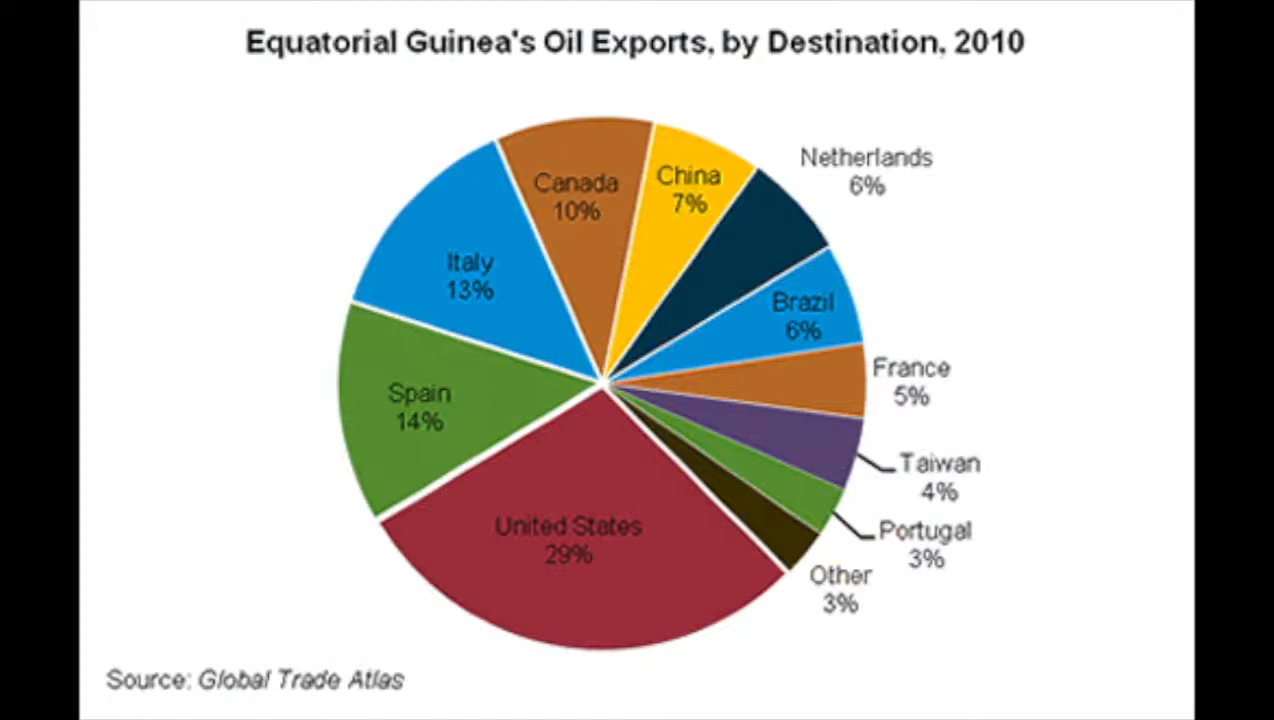 Equatorial Guinea's Oil Exports, by Destination, 2010
Canada
10%
China
7%
Netherlands
6%
Italy
13%
Brazil
6%
France
5%
Spain
14%
Taiwan
4%
United States
29%
Portugal
3%
Other
3%
Source: Global Trade Atlas